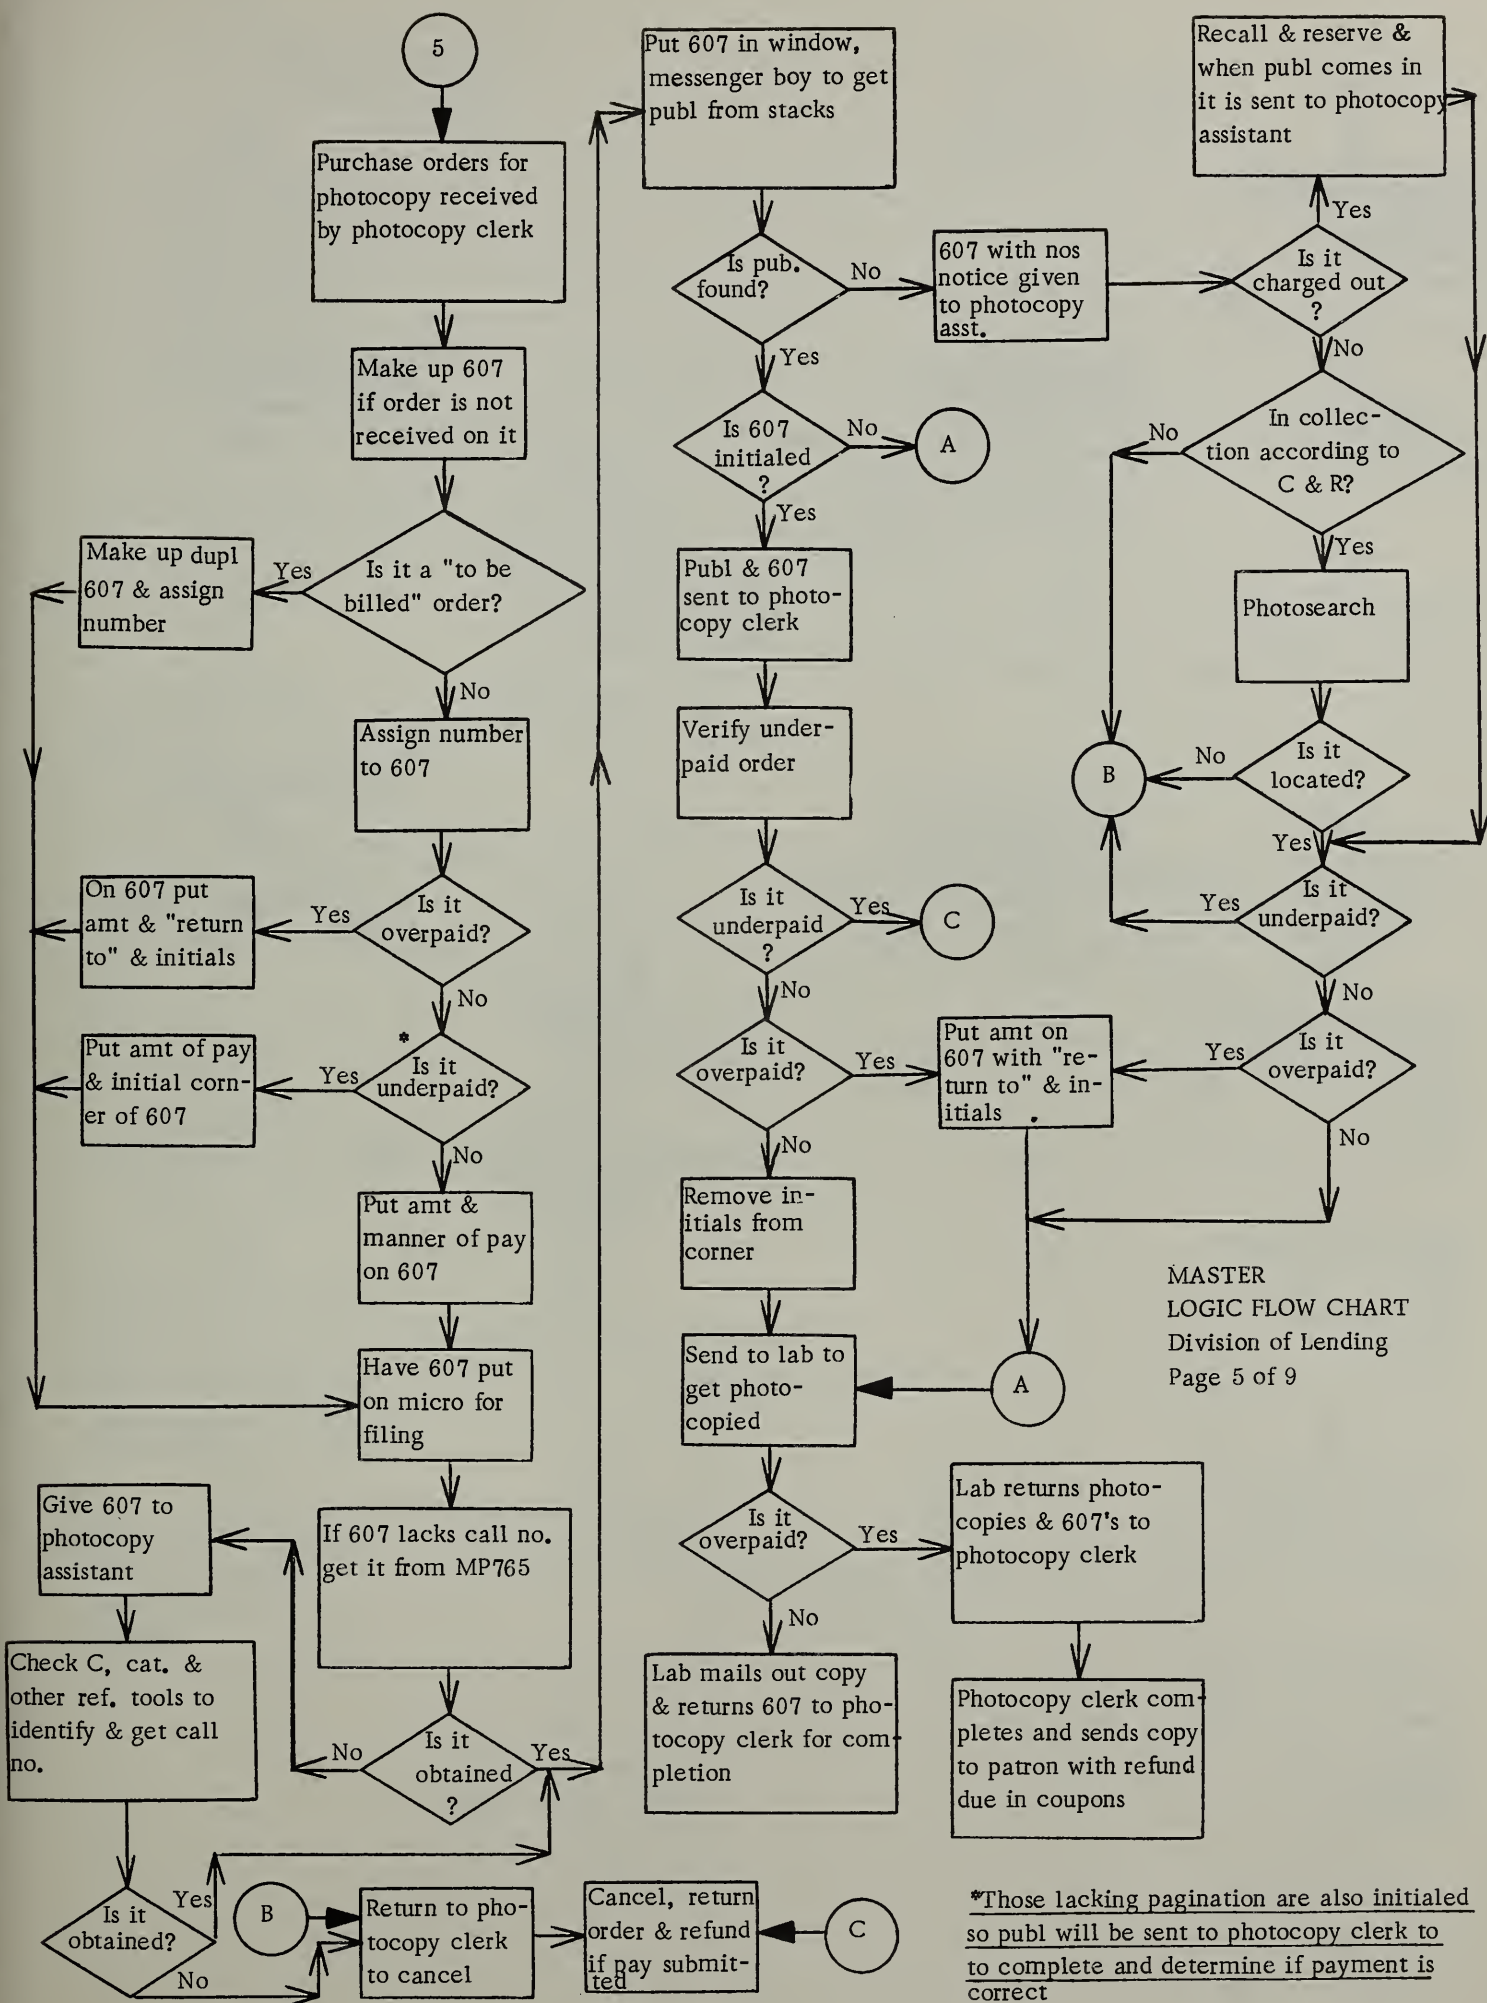 5
Purchase orders for
photocopy received
by photocopy clerk
Make up 607
if order is not
received on it
Is it a "to be
billed" order?
Yes
Make up dupl
607 & assign
number
No
Assign number
to 607
Is it
overpaid?
Yes
On 607 put
amt & "return
to" & initials
No
*
Is it
underpaid?
Yes
Put amt of pay
& initial corn-
er of 607
No
Put amt &
manner of pay
on 607
Have 607 put
on micro for
filing
If 607 lacks call no.
get it from MP765
Is it
obtained
?
Yes
No
Give 607 to
photocopy
assistant
Check C, cat. &
other ref. tools to
identify & get call
no.
Is it
obtained?
Yes
No
B
Return to pho-
tocopy clerk
to cancel
Cancel, return
order & refund
if pay submit-
ted
C
Put 607 in window,
messenger boy to get
publ from stacks
Is pub.
found?
No
607 with nos
notice given
to photocopy
asst.
Yes
Is 607
initialed
?
No
A
Yes
Publ & 607
sent to photo-
copy clerk
Verify under-
paid order
Is it
underpaid
?
Yes
C
No
Is it
overpaid?
Yes
Put amt on
607 with "re-
turn to" & in-
itials .
No
Remove in-
itials from
corner
Send to lab to
get photo-
copied
A
Is it
overpaid?
Yes
Lab returns photo-
copies & 607's to
photocopy clerk
Photocopy clerk com-
pletes and sends copy
to patron with refund
due in coupons
No
Lab mails out copy
& returns 607 to pho-
tocopy clerk for com-
pletion
Recall & reserve &
when publ comes in
it is sent to photocopy
assistant
Yes
Is it
charged out
?
No
In collec-
tion according to
C & R?
No
Yes
Photosearch
Is it
located?
No
B
Yes
Is it
underpaid?
Yes
No
Is it
overpaid?
Yes
No
MASTER
LOGIC FLOW CHART
Division of Lending
Page 5 of 9
*Those lacking pagination are also initialed
so publ will be sent to photocopy clerk to
to complete and determine if payment is
correct